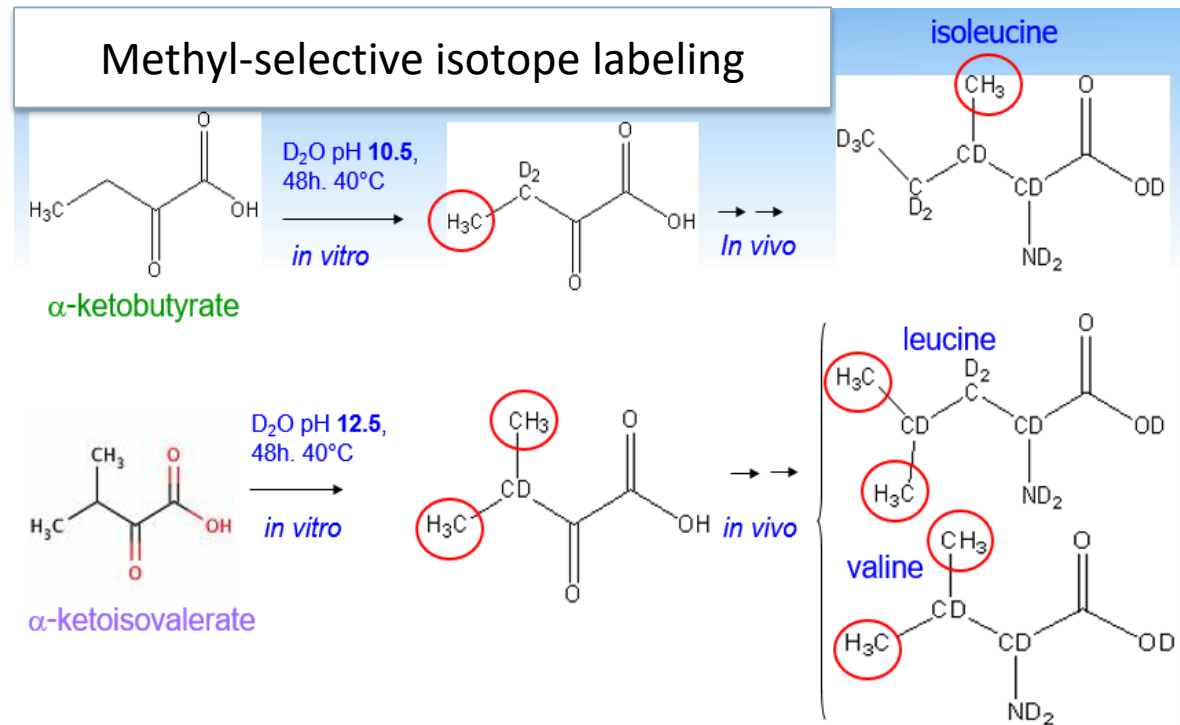 Methyl-selective isotope labeling
isoleucine
H₃C
O
OH
O
α-ketobutyrate
D₂O pH 10.5,
48h. 40°C
in vitro
D₂
C
H₃C
O
OH
O
In vivo
CH₃
O
D₃C
CD
C
D₂
CD
OD
ND₂
CH₃
O
H₃C
OH
O
α-ketoisovalerate
D₂O pH 12.5,
48h. 40°C
in vitro
CH₃
O
CD
H₃C
OH
O
in vivo
leucine
H₃C
D₂
C
O
CD
CD
OD
H₃C
ND₂
valine
CH₃
O
CD
H₃C
CD
OD
ND₂